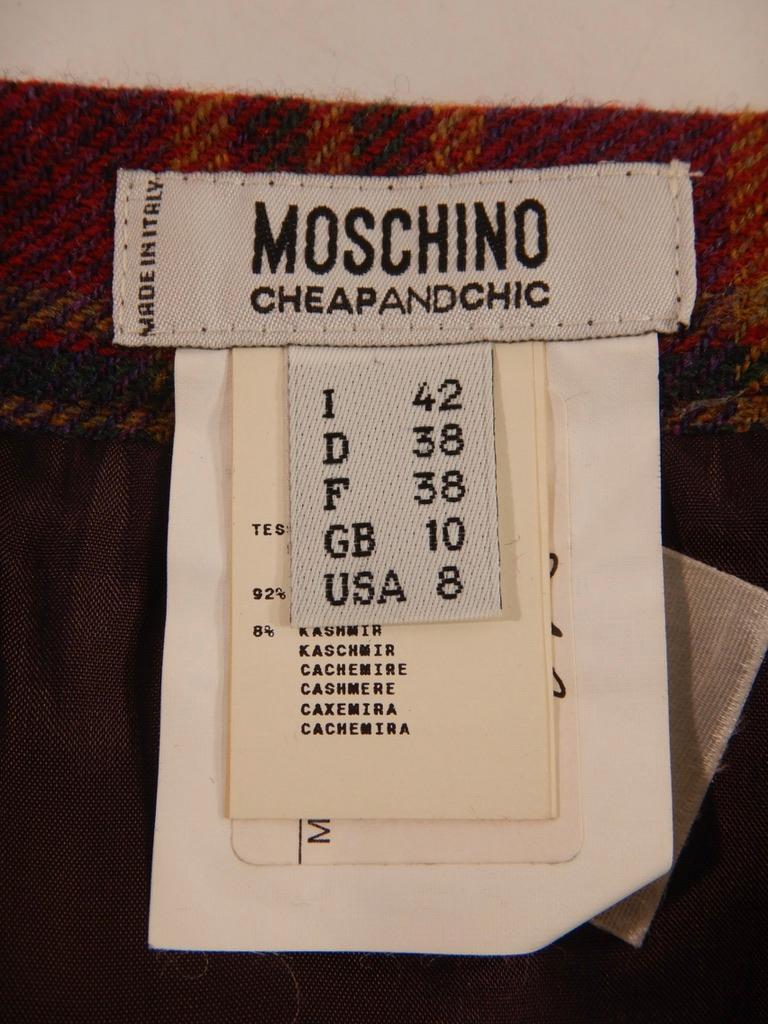 MADE IN ITALY
MOSCHINO
CHEAPANDCHIC
I 42
D 38
F 38
GB 10
USA 8
TES
92%
8% KASHMIR
KASCHMIR
CACHEMIRE
CASHMERE
CAXEMIRA
CACHEMIRA
M